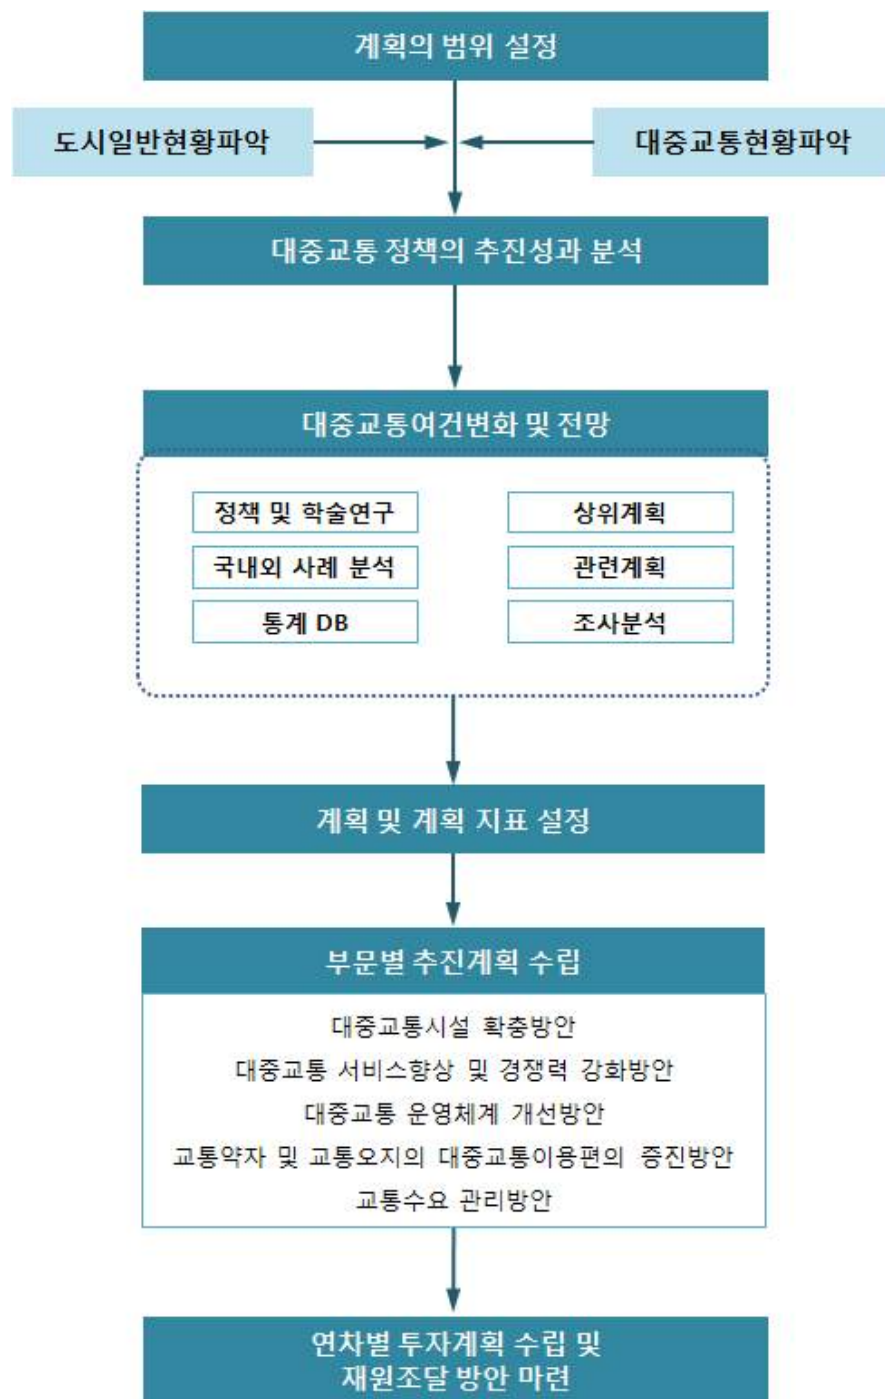 계획의 범위 설정
도시일반현황파악
대중교통현황파악
대중교통 정책의 추진성과 분석
대중교통여건변화 및 전망
정책 및 학술연구
상위계획
국내외 사례 분석
관련계획
통계 DB
조사분석
계획 및 계획 지표 설정
부문별 추진계획 수립
대중교통시설 확충방안
대중교통 서비스향상 및 경쟁력 강화방안
대중교통 운영체계 개선방안
교통약자 및 교통오지의 대중교통이용편의 증진방안
교통수요 관리방안
연차별 투자계획 수립 및
재원조달 방안 마련